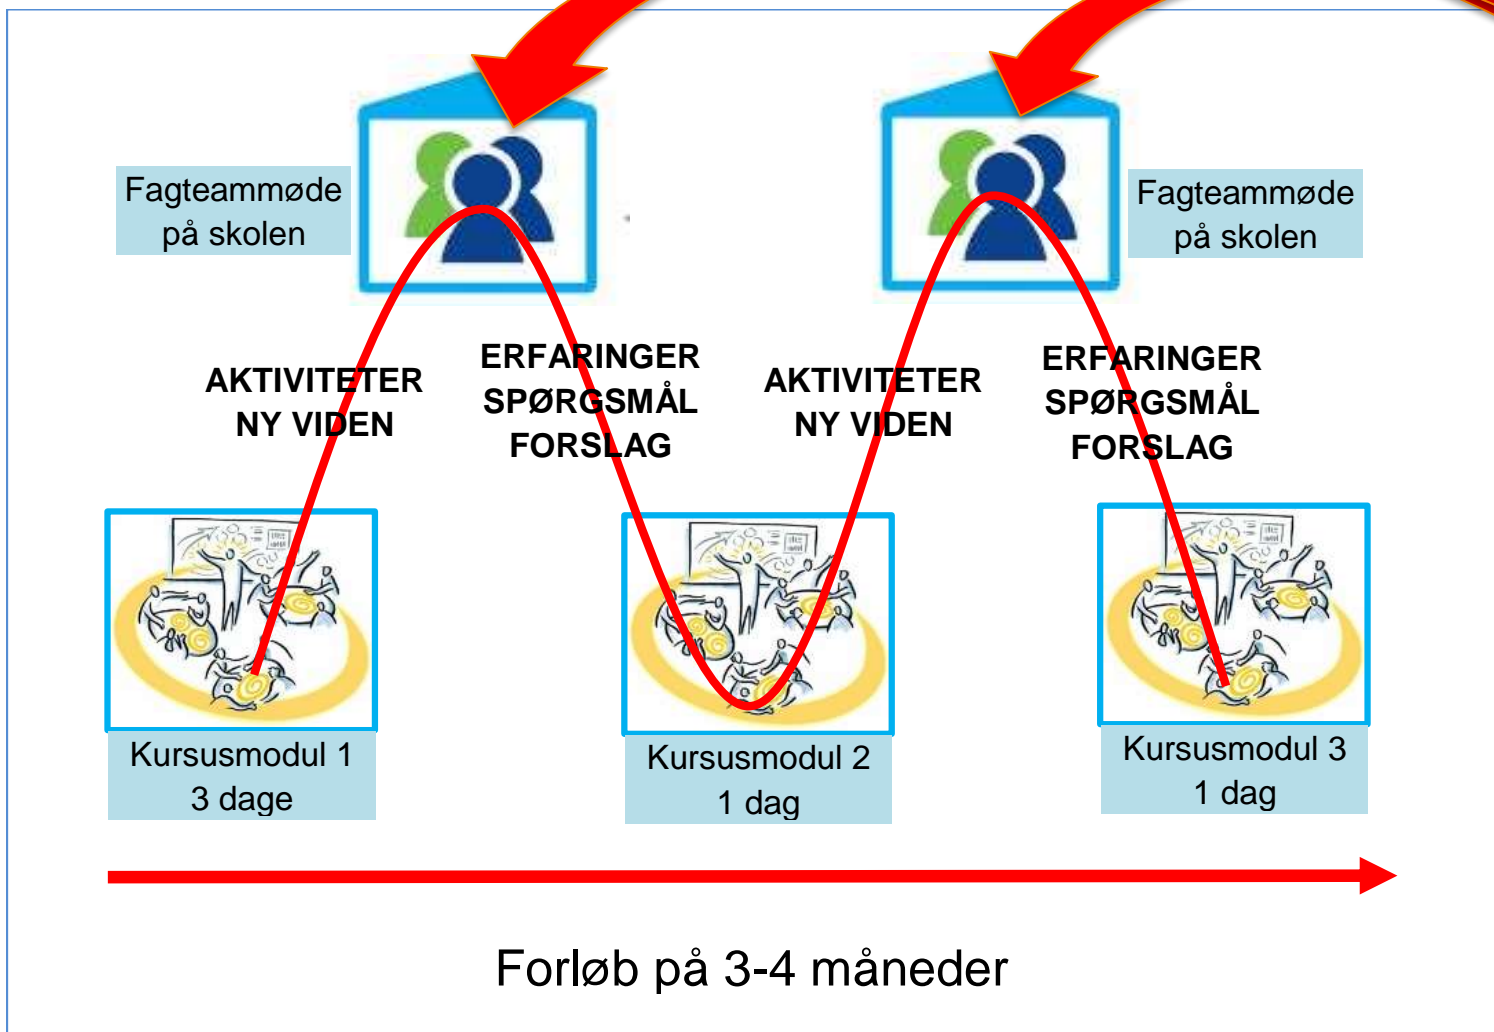 Fagteammøde
på skolen
Fagteammøde
på skolen
AKTIVITETER
NY VIDEN
ERFARINGER
SPØRGSMÅL
FORSLAG
AKTIVITETER
NY VIDEN
ERFARINGER
SPØRGSMÅL
FORSLAG
Kursusmodul 1
3 dage
Kursusmodul 2
1 dag
Kursusmodul 3
1 dag
Forløb på 3-4 måneder